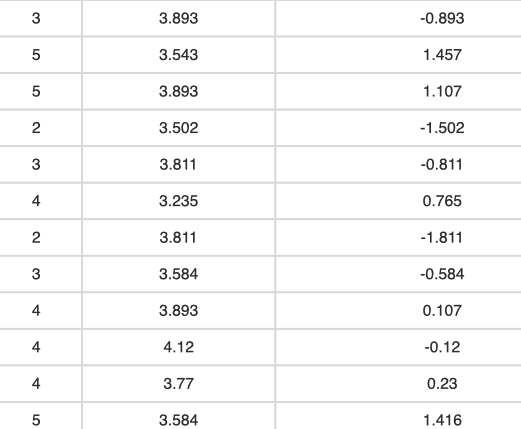 3 3.893 -0.893
5 3.543 1.457
5 3.893 1.107
2 3.502 -1.502
3 3.811 -0.811
4 3.235 0.765
2 3.811 -1.811
3 3.584 -0.584
4 3.893 0.107
4 4.12 -0.12
4 3.77 0.23
5 3.584 1.416